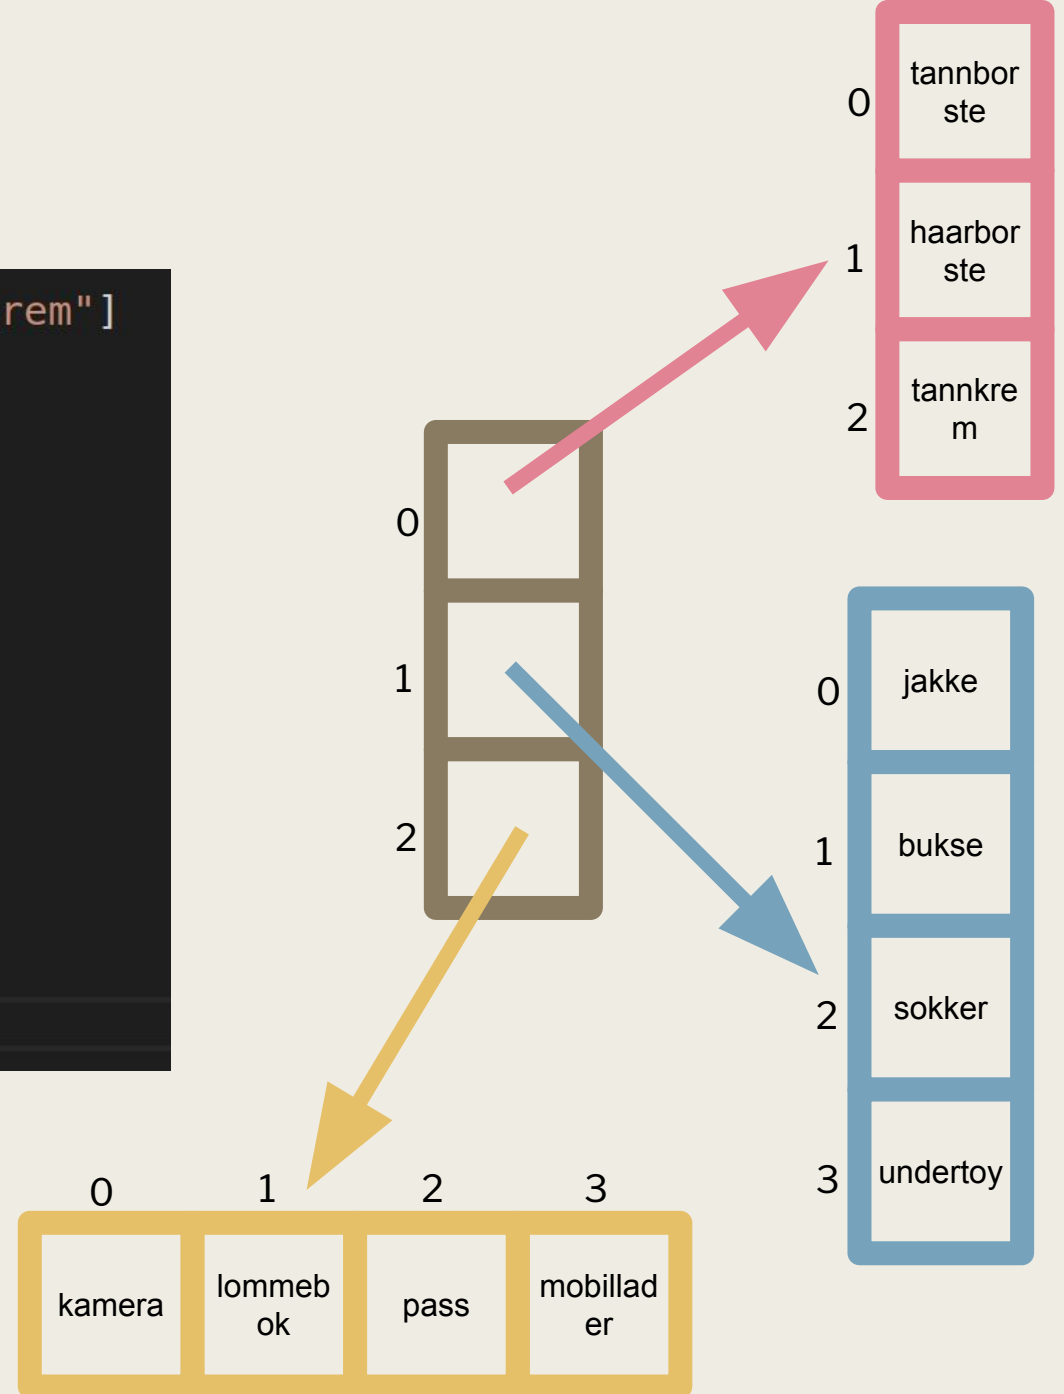 0
tannbor
ste
1
haarbor
ste
2
tannkre
m
rem"]
0
1
2
0
jakke
1
bukse
2
sokker
3
undertoy
0 1 2 3
kamera
lommeb
ok
pass
mobillad
er